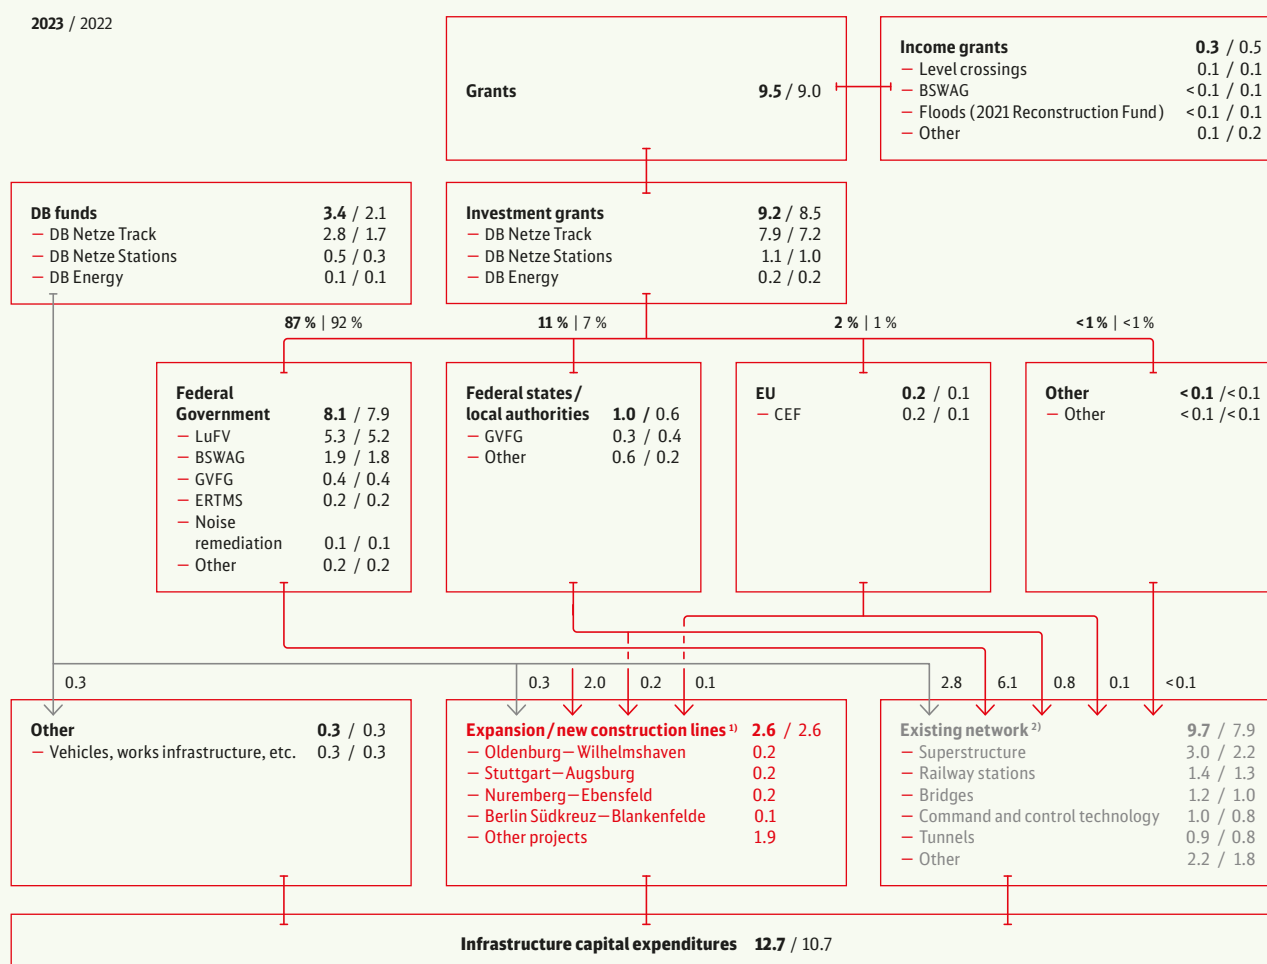 2023 / 2022
Grants 9.5 / 9.0
Income grants 0.3 / 0.5
– Level crossings 0.1 / 0.1
– BSWAG <0.1 / 0.1
– Floods (2021 Reconstruction Fund) <0.1 / 0.1
– Other 0.1 / 0.2
DB funds 3.4 / 2.1
– DB Netze Track 2.8 / 1.7
– DB Netze Stations 0.5 / 0.3
– DB Energy 0.1 / 0.1
Investment grants 9.2 / 8.5
– DB Netze Track 7.9 / 7.2
– DB Netze Stations 1.1 / 1.0
– DB Energy 0.2 / 0.2
87 % | 92 %
11 % | 7 %
2 % | 1 %
<1 % | <1 %
Federal
Government 8.1 / 7.9
– LuFV 5.3 / 5.2
– BSWAG 1.9 / 1.8
– GVFG 0.4 / 0.4
– ERTMS 0.2 / 0.2
– Noise
remediation 0.1 / 0.1
– Other 0.2 / 0.2
Federal states/
local authorities 1.0 / 0.6
– GVFG 0.3 / 0.4
– Other 0.6 / 0.2
EU 0.2 / 0.1
– CEF 0.2 / 0.1
Other <0.1 /<0.1
– Other <0.1 /<0.1
0.3
0.3
2.0
0.2
0.1
2.8
6.1
0.8
0.1
<0.1
Other 0.3 / 0.3
– Vehicles, works infrastructure, etc. 0.3 / 0.3
Expansion/new construction lines 1) 2.6 / 2.6
– Oldenburg–Wilhelmshaven 0.2
– Stuttgart–Augsburg 0.2
– Nuremberg–Ebensfeld 0.2
– Berlin Südkreuz–Blankenfelde 0.1
– Other projects 1.9
Existing network 2) 9.7 / 7.9
– Superstructure 3.0 / 2.2
– Railway stations 1.4 / 1.3
– Bridges 1.2 / 1.0
– Command and control technology 1.0 / 0.8
– Tunnels 0.9 / 0.8
– Other 2.2 / 1.8
Infrastructure capital expenditures 12.7 / 10.7